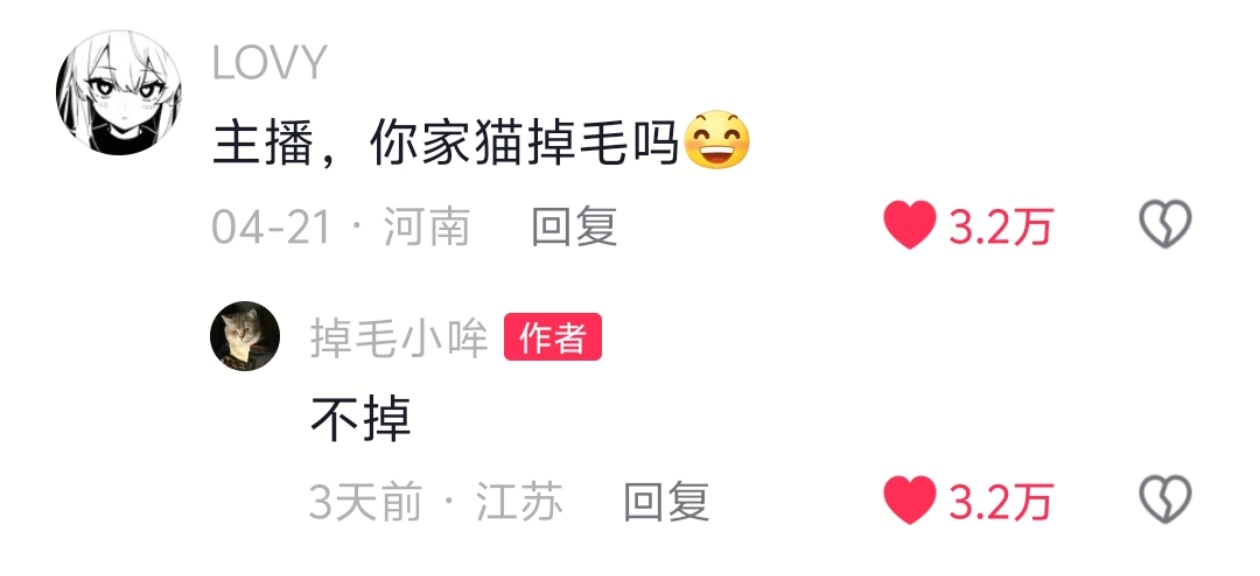 LOVY
主播，你家猫掉毛吗😄
04-21 · 河南 回复 3.2万
掉毛小哞 作者
不掉
3天前 · 江苏 回复 3.2万